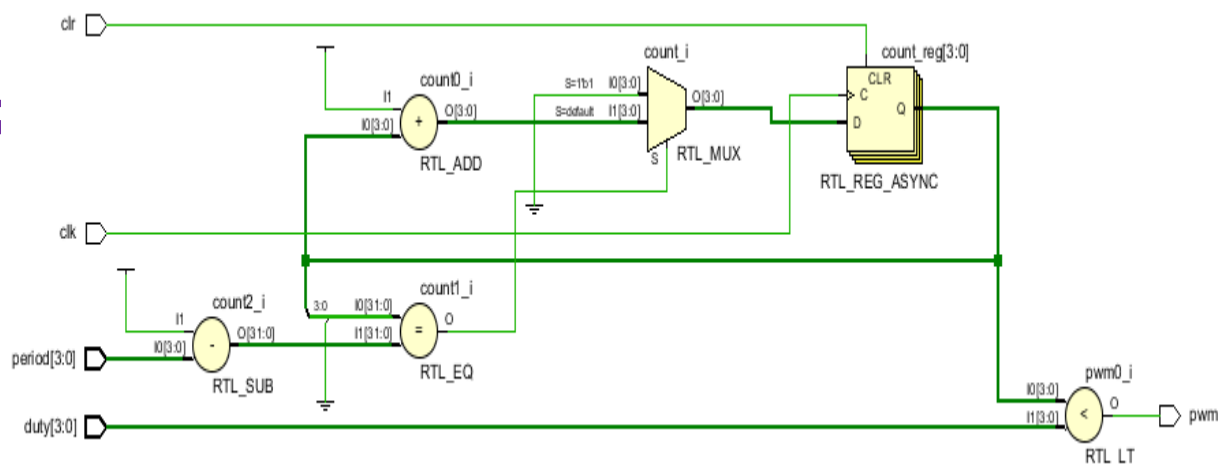 clr
count_i
count_reg[3:0]
CLR
C
D
Q
RTL_REG_ASYNC
count0_i
I1
I0[3:0]
+
O[3:0]
RTL_ADD
S=1'b1
I0[3:0]
S=default
I1[3:0]
O[3:0]
S
RTL_MUX
clk
count2_i
I1
I0[3:0]
-
O[31:0]
RTL_SUB
period[3:0]
count1_i
3:0
I0[31:0]
I1[31:0]
=
O
RTL_EQ
duty[3:0]
pwm0_i
I0[3:0]
I1[3:0]
<
O
RTL_LT
pwm